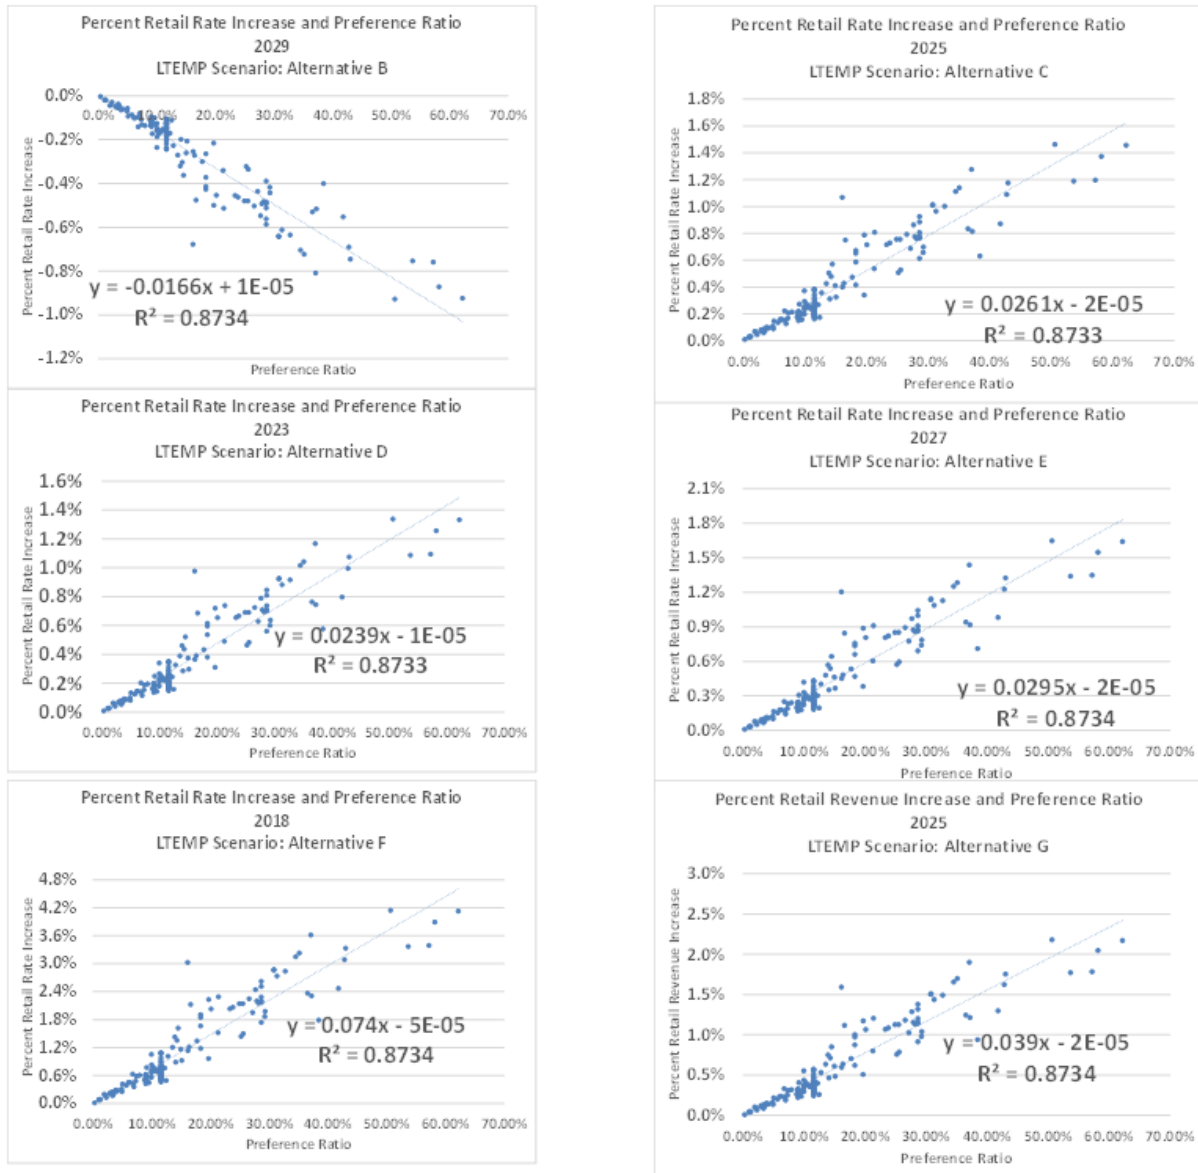 Percent Retail Rate Increase and Preference Ratio
2029
LTEMP Scenario: Alternative B
0.0%
-0.2%
-0.4%
-0.6%
-0.8%
-1.0%
-1.2%
Percent Retail Rate Increase
0.00% 10.00% 20.00% 30.00% 40.00% 50.00% 60.00% 70.00%
y = -0.0166x + 1E-05
R² = 0.8734
Preference Ratio
Percent Retail Rate Increase and Preference Ratio
2025
LTEMP Scenario: Alternative C
1.8%
1.6%
1.4%
1.2%
1.0%
0.8%
0.6%
0.4%
0.2%
0.0%
Percent Retail Rate Increase
y = 0.0261x - 2E-05
R² = 0.8733
0.00% 10.00% 20.00% 30.00% 40.00% 50.00% 60.00% 70.00%
Preference Ratio
Percent Retail Rate Increase and Preference Ratio
2023
LTEMP Scenario: Alternative D
1.6%
1.4%
1.2%
1.0%
0.8%
0.6%
0.4%
0.2%
0.0%
Percent Retail Rate Increase
y = 0.0239x - 1E-05
R² = 0.8733
0.00% 10.00% 20.00% 30.00% 40.00% 50.00% 60.00% 70.00%
Preference Ratio
Percent Retail Rate Increase and Preference Ratio
2027
LTEMP Scenario: Alternative E
2.1%
1.8%
1.5%
1.2%
0.9%
0.6%
0.3%
0.0%
Percent Retail Rate Increase
y = 0.0295x - 2E-05
R² = 0.8734
0.00% 10.00% 20.00% 30.00% 40.00% 50.00% 60.00% 70.00%
Preference Ratio
Percent Retail Rate Increase and Preference Ratio
2018
LTEMP Scenario: Alternative F
4.8%
4.2%
3.6%
3.0%
2.4%
1.8%
1.2%
0.6%
0.0%
Percent Retail Rate Increase
y = 0.074x - 5E-05
R² = 0.8734
0.00% 10.00% 20.00% 30.00% 40.00% 50.00% 60.00% 70.00%
Preference Ratio
Percent Retail Revenue Increase and Preference Ratio
2025
LTEMP Scenario: Alternative G
3.0%
2.5%
2.0%
1.5%
1.0%
0.5%
0.0%
Percent Retail Revenue Increase
y = 0.039x - 2E-05
R² = 0.8734
0.00% 10.00% 20.00% 30.00% 40.00% 50.00% 60.00% 70.00%
Preference Ratio